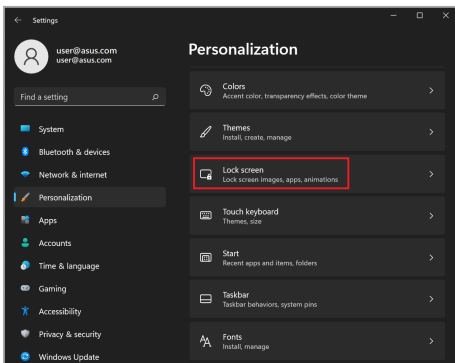 Settings
user@asus.com
user@asus.com
Find a setting
System
Bluetooth & devices
Network & internet
Personalization
Apps
Accounts
Time & language
Gaming
Accessibility
Privacy & security
Windows Update
Personalization
Colors
Accent color, transparency effects, color theme
Themes
Install, create, manage
Lock screen
Lock screen images, apps, animations
Touch keyboard
Themes, size
Start
Recent apps and items, folders
Taskbar
Taskbar behaviors, system pins
Fonts
Install, manage